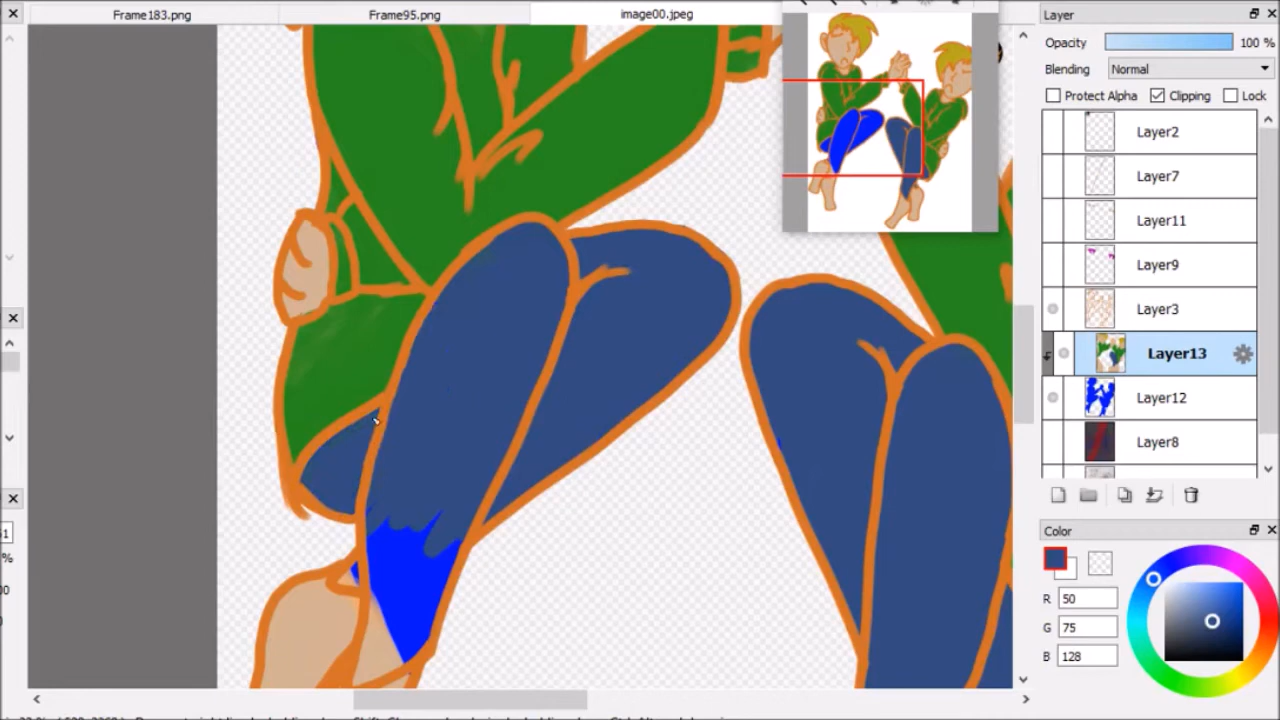 Frame183.png
Frame95.png
image00.jpeg
Layer
Opacity
100 %
Blending
Normal
Protect Alpha
Clipping
Lock
Layer2
Layer7
Layer11
Layer9
Layer3
Layer13
Layer12
Layer8
Color
R 50
G 75
B 128
%
00